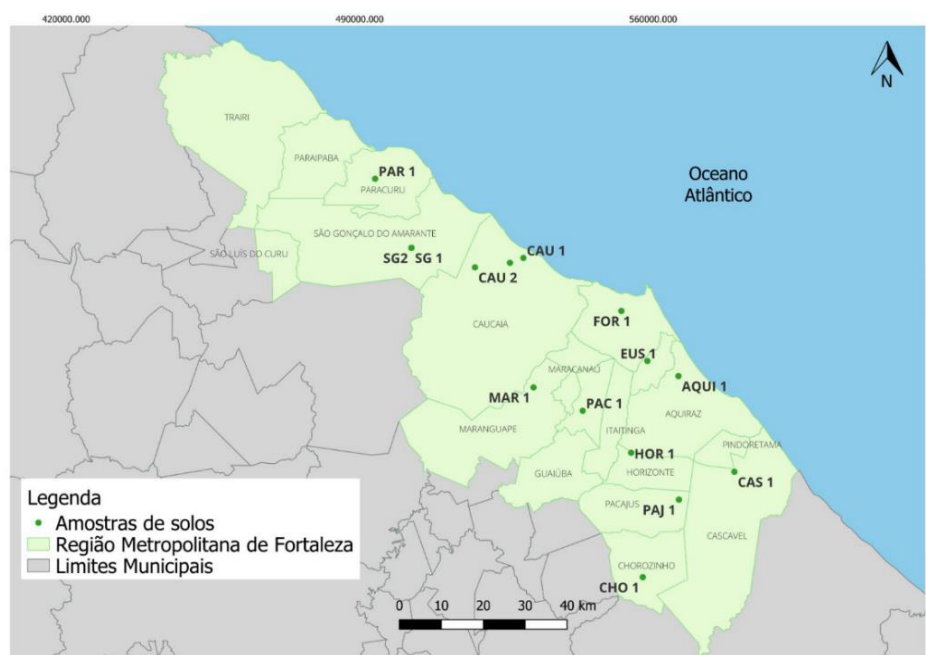 420000.000 490000.000 560000.000
N
TRAIRI
PARAIPABA
PAR 1
PARACURU
Oceano
Atlântico
SÃO GONÇALO DO AMARANTE
SÃO LUÍS DO CURU
SG2 SG 1
CAU 1
CAU 2
CAUCAIA
FOR 1
EUS 1
MARACANAÚ
AQUI 1
MAR 1
PAC 1
AQUIRAZ
MARANGUAPE
ITAITINGA
PINDORETAMA
HOR 1
GUAIÚBA
HORIZONTE
CAS 1
PACAJUS
PAJ 1
CASCAVEL
CHOROZINHO
CHO 1
Legenda
Amostras de solos
Região Metropolitana de Fortaleza
Limites Municipais
0 10 20 30 40 km